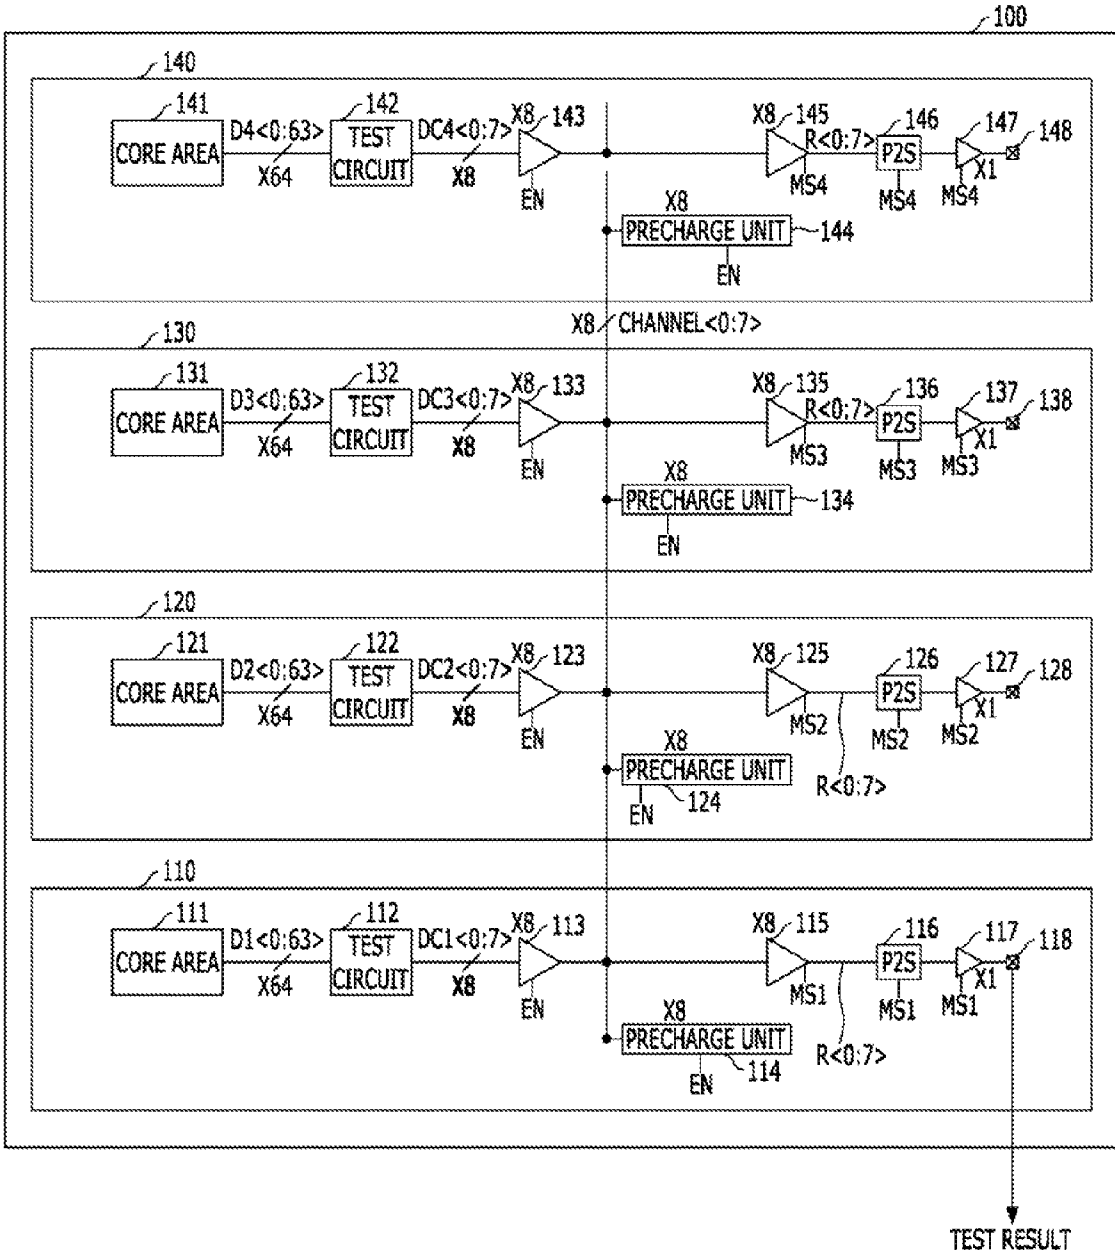 100
140
141
CORE AREA
D4<0:63>
X64
142
TEST
CIRCUIT
DC4<0:7>
X8
X8
143
EN
X8
145
MS4
R<0:7>
146
P2S
MS4
147
X1
MS4
148
X8
PRECHARGE UNIT
144
EN
X8
CHANNEL<0:7>
130
131
CORE AREA
D3<0:63>
X64
132
TEST
CIRCUIT
DC3<0:7>
X8
X8
133
EN
X8
135
MS3
R<0:7>
136
P2S
MS3
137
X1
MS3
138
X8
PRECHARGE UNIT
134
EN
120
121
CORE AREA
D2<0:63>
X64
122
TEST
CIRCUIT
DC2<0:7>
X8
X8
123
EN
X8
125
MS2
R<0:7>
126
P2S
MS2
127
X1
MS2
128
X8
PRECHARGE UNIT
124
EN
110
111
CORE AREA
D1<0:63>
X64
112
TEST
CIRCUIT
DC1<0:7>
X8
X8
113
EN
X8
115
MS1
R<0:7>
116
P2S
MS1
117
X1
MS1
118
X8
PRECHARGE UNIT
114
EN
TEST RESULT